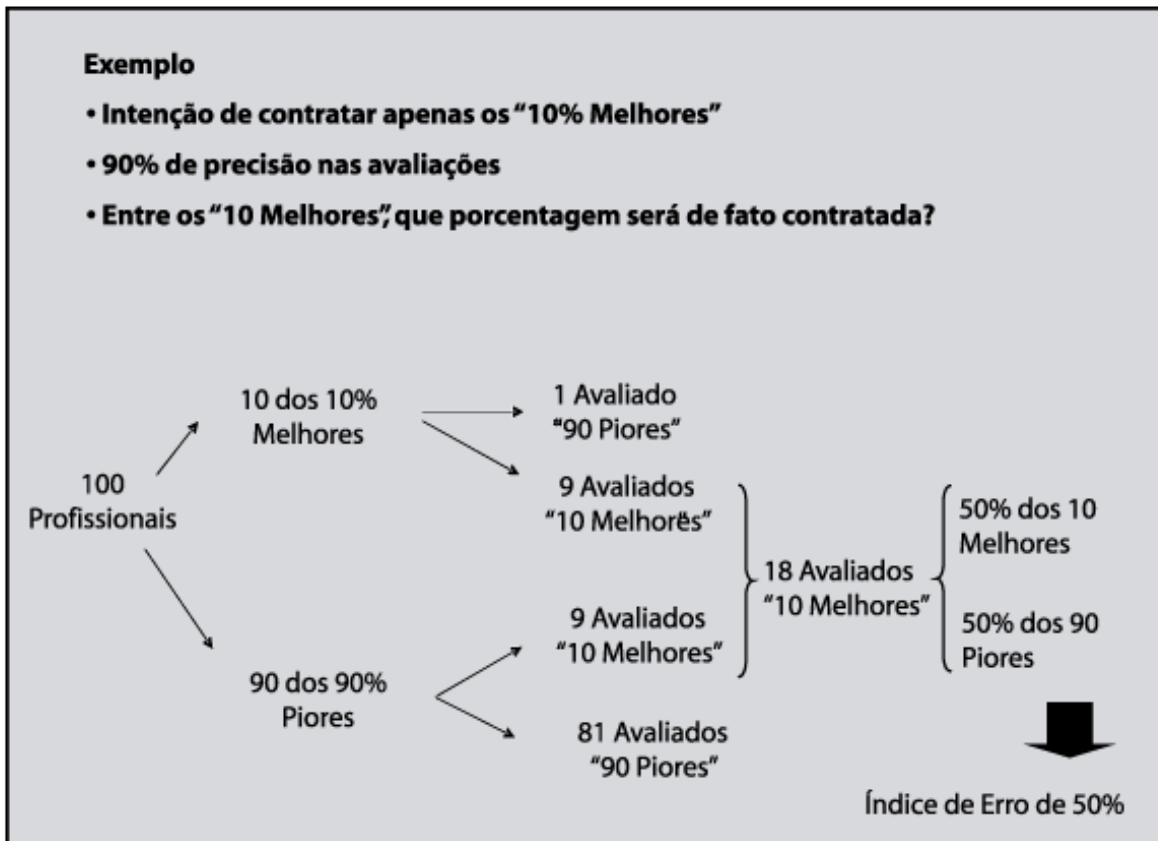 Exemplo
• Intenção de contratar apenas os “10% Melhores”
• 90% de precisão nas avaliações
• Entre os “10 Melhores”, que porcentagem será de fato contratada?
100
Profissionais
10 dos 10%
Melhores
90 dos 90%
Piores
1 Avaliado
“90 Piores”
9 Avaliados
“10 Melhores”
9 Avaliados
“10 Melhores”
81 Avaliados
“90 Piores”
18 Avaliados
“10 Melhores”
50% dos 10
Melhores
50% dos 90
Piores
Índice de Erro de 50%